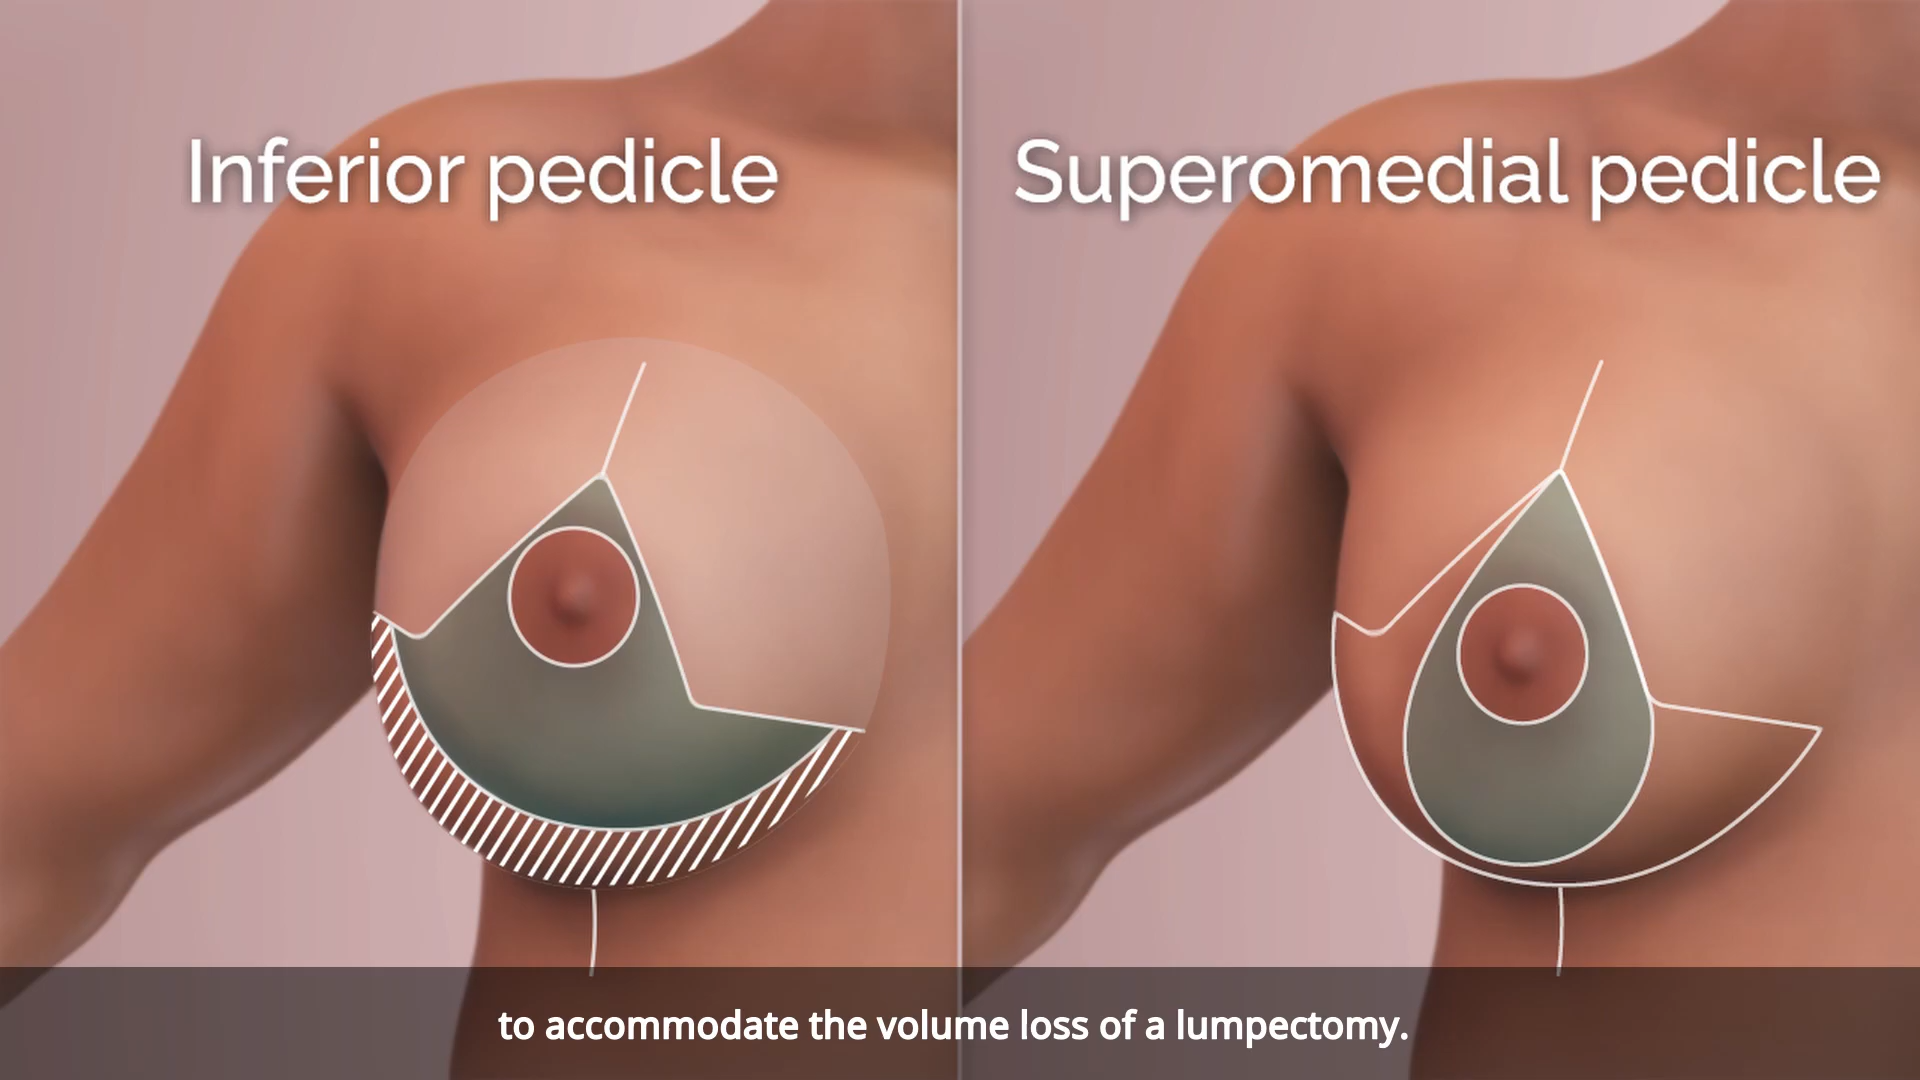 Inferior pedicle
Superomedial pedicle
to accommodate the volume loss of a lumpectomy.